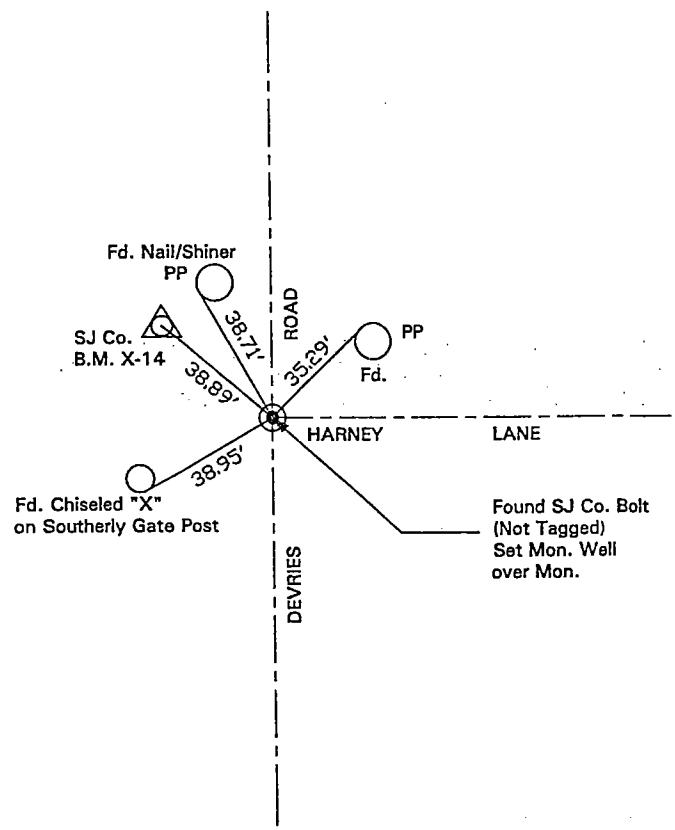 Fd. Nail/Shiner
PP
ROAD
38.71'
35.29'
PP
SJ Co.
B.M. X-14
Fd.
38.89'
HARNEY LANE
38.95'
Fd. Chiseled "X"
on Southerly Gate Post
Found SJ Co. Bolt
(Not Tagged)
Set Mon. Well
over Mon.
DEVRIES